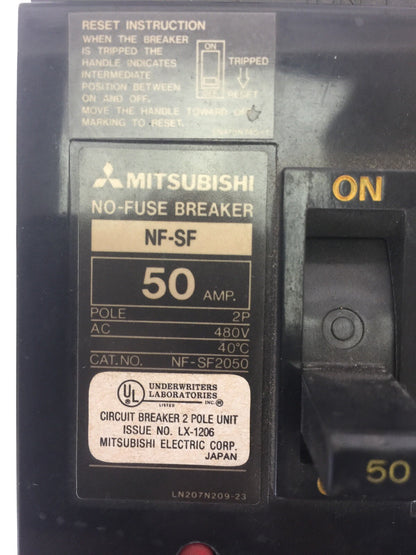 RESET INSTRUCTION
WHEN THE BREAKER
IS TRIPPED THE
HANDLE INDICATES
INTERMEDIATE
POSITION BETWEEN
ON AND OFF.
MOVE THE HANDLE TOWARD OFF
MARKING TO RESET.
ON
TRIPPED
RESET
MITSUBISHI
NO-FUSE BREAKER
NF-SF
50 AMP.
POLE 2P
AC 480V
40°C
CAT.NO. NF-SF2050
UL
LISTED
UNDERWRITERS
LABORATORIES
INC.®
CIRCUIT BREAKER 2 POLE UNIT
ISSUE NO. LX-1206
MITSUBISHI ELECTRIC CORP.
JAPAN
LN207N209-23
ON
50